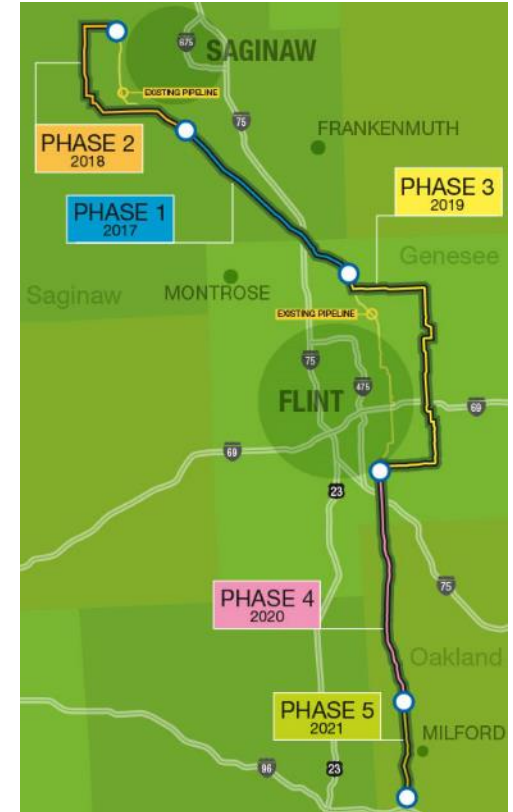 675
SAGINAW
EXISTING PIPELINE
75
FRANKENMUTH
PHASE 2
2018
PHASE 3
2019
PHASE 1
2017
Genesee
Saginaw
MONTROSE
EXISTING PIPELINE
75
475
FLINT
69
69
23
75
PHASE 4
2020
Oakland
PHASE 5
2021
MILFORD
96
23